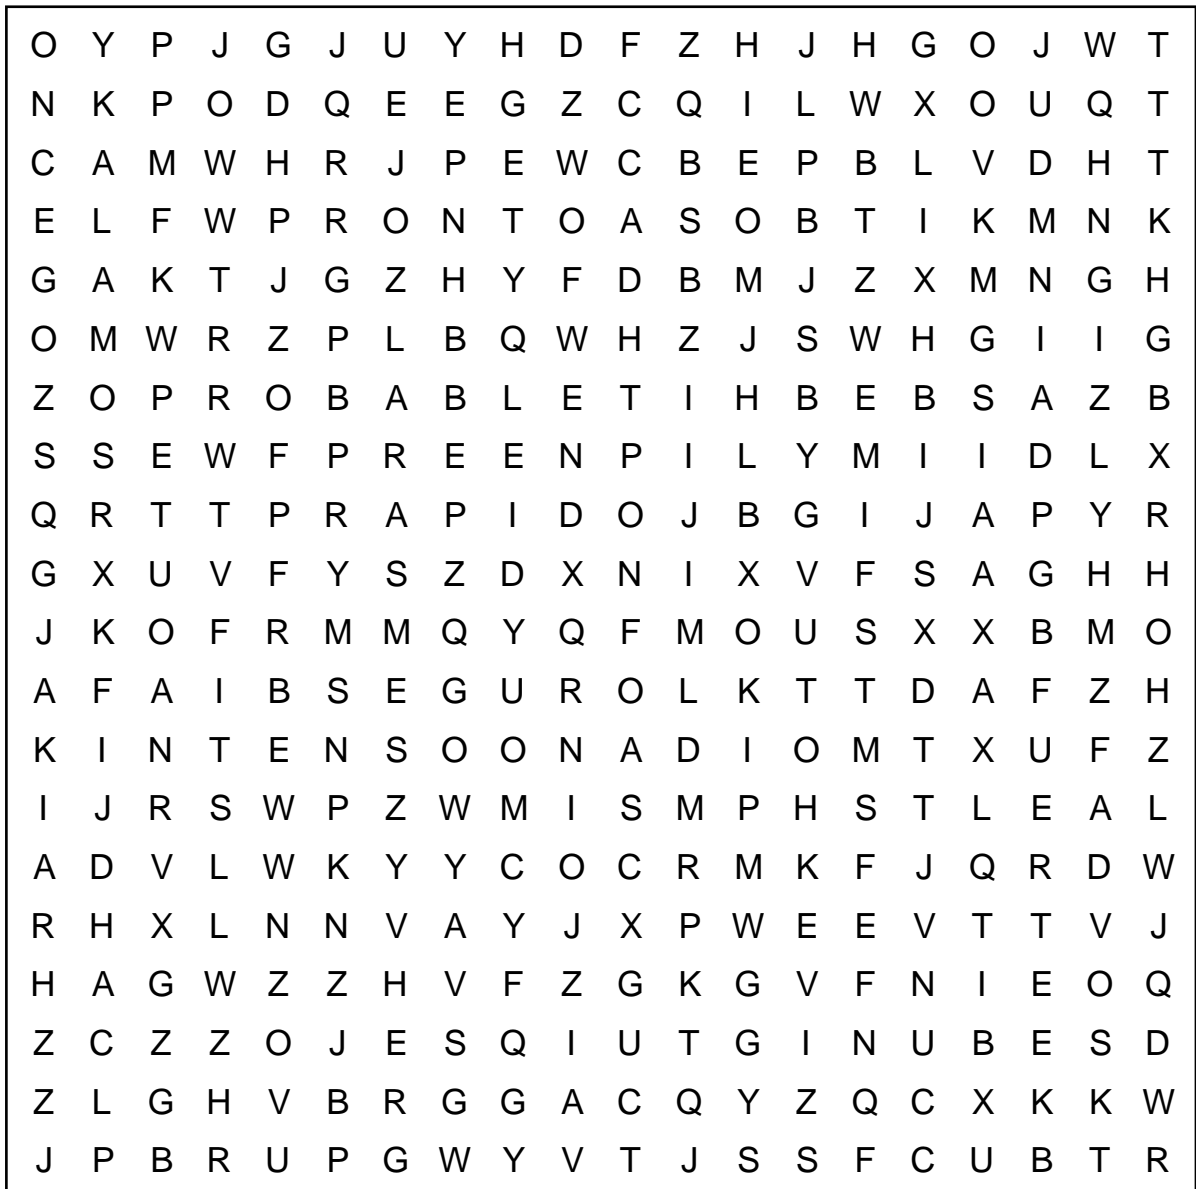 O Y P J G J U Y H D F Z H J H G O J W T
N K P O D Q E E G Z C Q I L W X O U Q T
C A M W H R J P E W C B E P B L V D H T
E L F W P R O N T O A S O B T I K M N K
G A K T J G Z H Y F D B M J Z X M N G H
O M W R Z P L B Q W H Z J S W H G I I G
Z O P R O B A B L E T I H B E B S A Z B
S S E W F P R E E N P I L Y M I I D L X
Q R T T P R A P I D O J B G I J A P Y R
G X U V F Y S Z D X N I X V F S A G H H
J K O F R M M Q Y Q F M O U S X X B M O
A F A I B S E G U R O L K T T D A F Z H
K I N T E N S O O N A D I O M T X U F Z
I J R S W P Z W M I S M P H S T L E A L
A D V L W K Y Y C O C R M K F J Q R D W
R H X L N N V A Y J X P W E E V T T V J
H A G W Z Z H V F Z G K G V F N I E O Q
Z C Z Z O J E S Q I U T G I N U B E S D
Z L G H V B R G G A C Q Y Z Q C X K K W
J P B R U P G W Y V T J S S F C U B T R